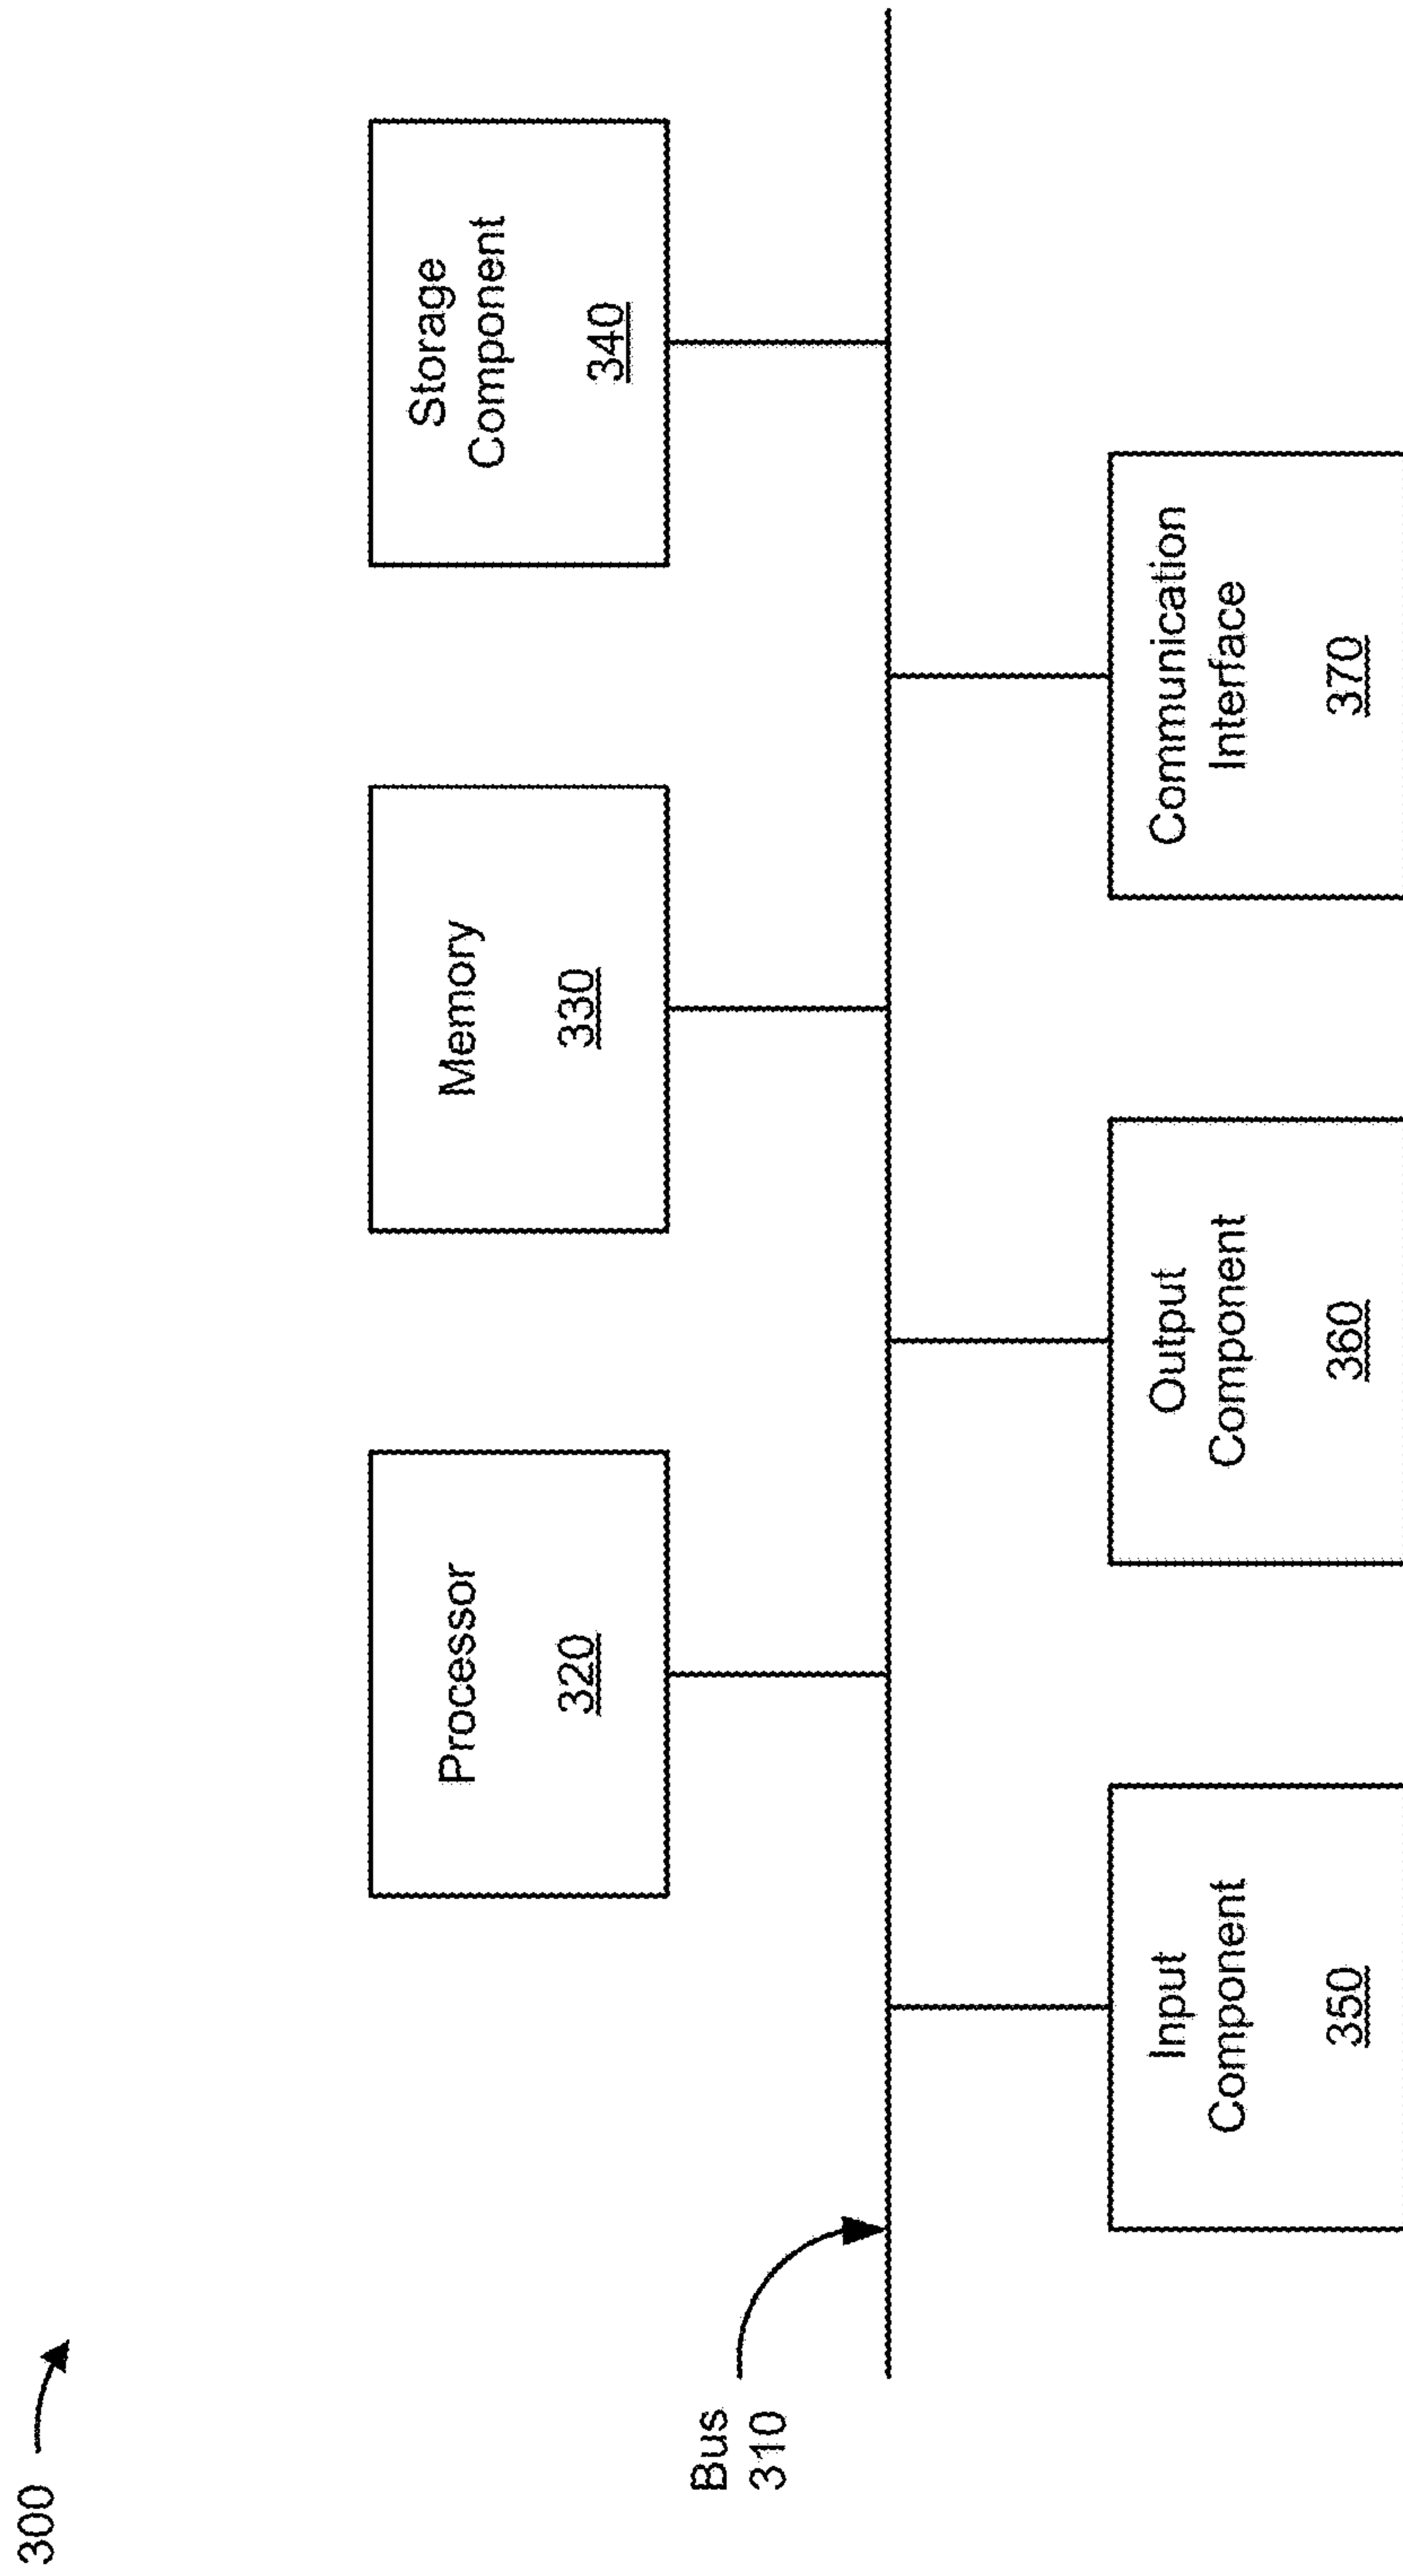 300
Processor
320
Memory
330
Storage
Component
340
Bus
310
Input
Component
350
Output
Component
360
Communication
Interface
370